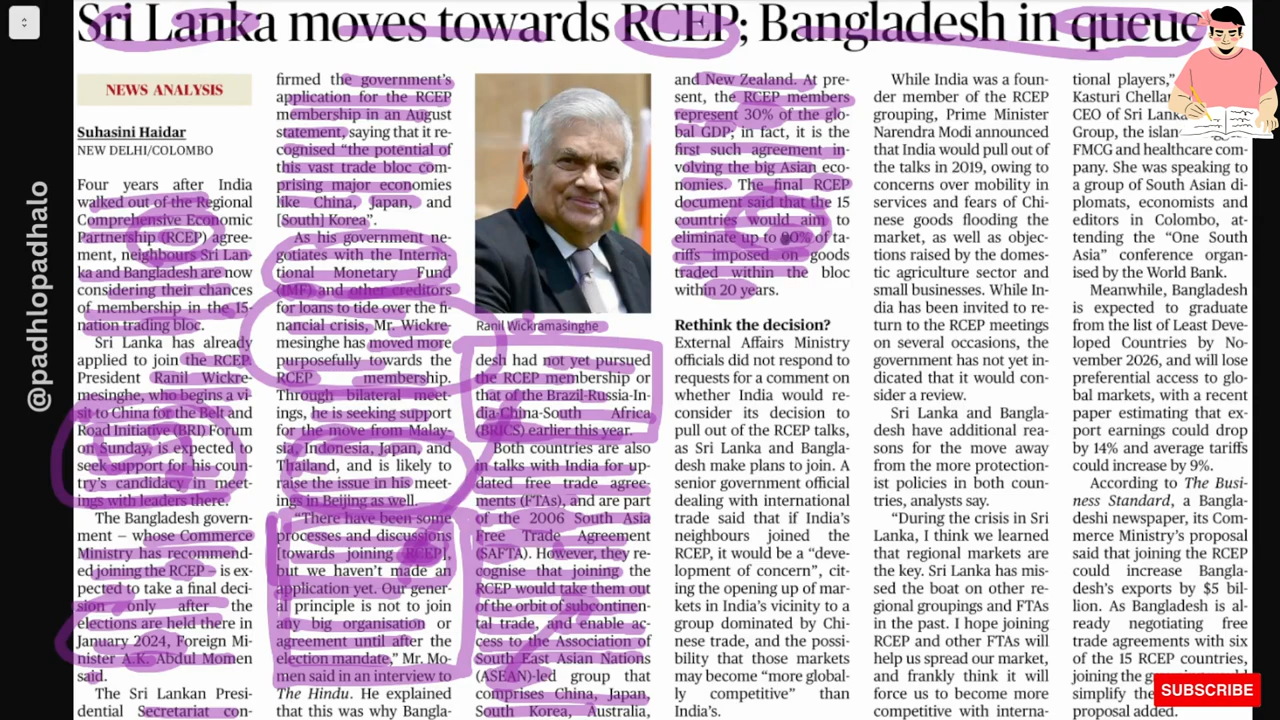 Sri Lanka moves towards RCEP; Bangladesh in queue
@padhlopadhalo
NEWS ANALYSIS
Suhasini Haidar
NEW DELHI/COLOMBO
Four years after India
walked out of the Regional
Comprehensive Economic
Partnership (RCEP) agree-
ment, neighbours Sri Lan-
ka and Bangladesh are now
considering their chances
of membership in the 15-
nation trading bloc.
Sri Lanka has already
applied to join the RCEP.
President Ranil Wickre-
mesinghe, who begins a vi-
sit to China for the Belt and
Road Initiative (BRI) Forum
on Sunday, is expected to
seek support for his coun-
try's candidacy in meet-
ings with leaders there.
The Bangladesh govern-
ment – whose Commerce
Ministry has recommend-
ed joining the RCEP – is ex-
pected to take a final deci-
sion only after the
elections are held there in
January 2024, Foreign Mi-
nister A.K. Abdul Momen
said.
The Sri Lankan Presi-
dential Secretariat con-
firmed the government's
application for the RCEP
membership in an August
statement, saying that it re-
cognised “the potential of
this vast trade bloc com-
prising major economies
like China, Japan, and
[South] Korea”.
As his government ne-
gotiates with the Interna-
tional Monetary Fund
(IMF) and other creditors
for loans to tide over the fi-
nancial crisis, Mr. Wickre-
mesinghe has moved more
purposefully towards the
RCEP membership.
Through bilateral meet-
ings, he is seeking support
for the move from Malay-
sia, Indonesia, Japan, and
Thailand, and is likely to
raise the issue in his meet-
ings in Beijing as well.
“There have been some
processes and discussions
[towards joining RCEP],
but we haven't made an
application yet. Our gener-
al principle is not to join
any big organisation or
agreement until after the
election mandate,” Mr. Mo-
men said in an interview to
The Hindu. He explained
that this was why Bangla-
Ranil Wickramasinghe
desh had not yet pursued
the RCEP membership or
that of the Brazil-Russia-In-
dia-China-South Africa
(BRICS) earlier this year.
Both countries are also
in talks with India for up-
dated free trade agree-
ments (FTAs), and are part
of the 2006 South Asia
Free Trade Agreement
(SAFTA). However, they re-
cognise that joining the
RCEP would take them out
of the orbit of subcontinen-
tal trade, and enable ac-
cess to the Association of
South East Asian Nations
(ASEAN)-led group that
comprises China, Japan,
South Korea, Australia,
and New Zealand. At pre-
sent, the RCEP members
represent 30% of the glo-
bal GDP; in fact, it is the
first such agreement in-
volving the big Asian eco-
nomies. The final RCEP
document said that the 15
countries would aim to
eliminate up to 90% of ta-
riffs imposed on goods
traded within the bloc
within 20 years.
Rethink the decision?
External Affairs Ministry
officials did not respond to
requests for a comment on
whether India would re-
consider its decision to
pull out of the RCEP talks,
as Sri Lanka and Bangla-
desh make plans to join. A
senior government official
dealing with international
trade said that if India's
neighbours joined the
RCEP, it would be a “deve-
lopment of concern”, cit-
ing the opening up of mar-
kets in India's vicinity to a
group dominated by Chi-
nese trade, and the possi-
bility that those markets
may become “more global-
ly competitive” than
India's.
While India was a foun-
der member of the RCEP
grouping, Prime Minister
Narendra Modi announced
that India would pull out of
the talks in 2019, owing to
concerns over mobility in
services and fears of Chi-
nese goods flooding the
market, as well as objec-
tions raised by the domes-
tic agriculture sector and
small businesses. While In-
dia has been invited to re-
turn to the RCEP meetings
on several occasions, the
government has not yet in-
dicated that it would con-
sider a review.
Sri Lanka and Bangla-
desh have additional rea-
sons for the move away
from the more protection-
ist policies in both coun-
tries, analysts say.
“During the crisis in Sri
Lanka, I think we learned
that regional markets are
the key. Sri Lanka has mis-
sed the boat on other re-
gional groupings and FTAs
in the past. I hope joining
RCEP and other FTAs will
help us spread our market,
and frankly think it will
force us to become more
competitive with interna-
tional players,”
Kasturi Chellar
CEO of Sri Lanka
Group, the islan
FMCG and healthcare com-
pany. She was speaking to
a group of South Asian di-
plomats, economists and
editors in Colombo, at-
tending the “One South
Asia” conference organ-
ised by the World Bank.
Meanwhile, Bangladesh
is expected to graduate
from the list of Least Deve-
loped Countries by No-
vember 2026, and will lose
preferential access to glo-
bal markets, with a recent
paper estimating that ex-
port earnings could drop
by 14% and average tariffs
could increase by 9%.
According to The Busi-
ness Standard, a Bangla-
deshi newspaper, its Com-
merce Ministry's proposal
said that joining the RCEP
could increase Bangla-
desh's exports by $5 bil-
lion. As Bangladesh is al-
ready negotiating free
trade agreements with six
of the 15 RCEP countries,
joining the
simplify the
proposal added.
SUBSCRIBE